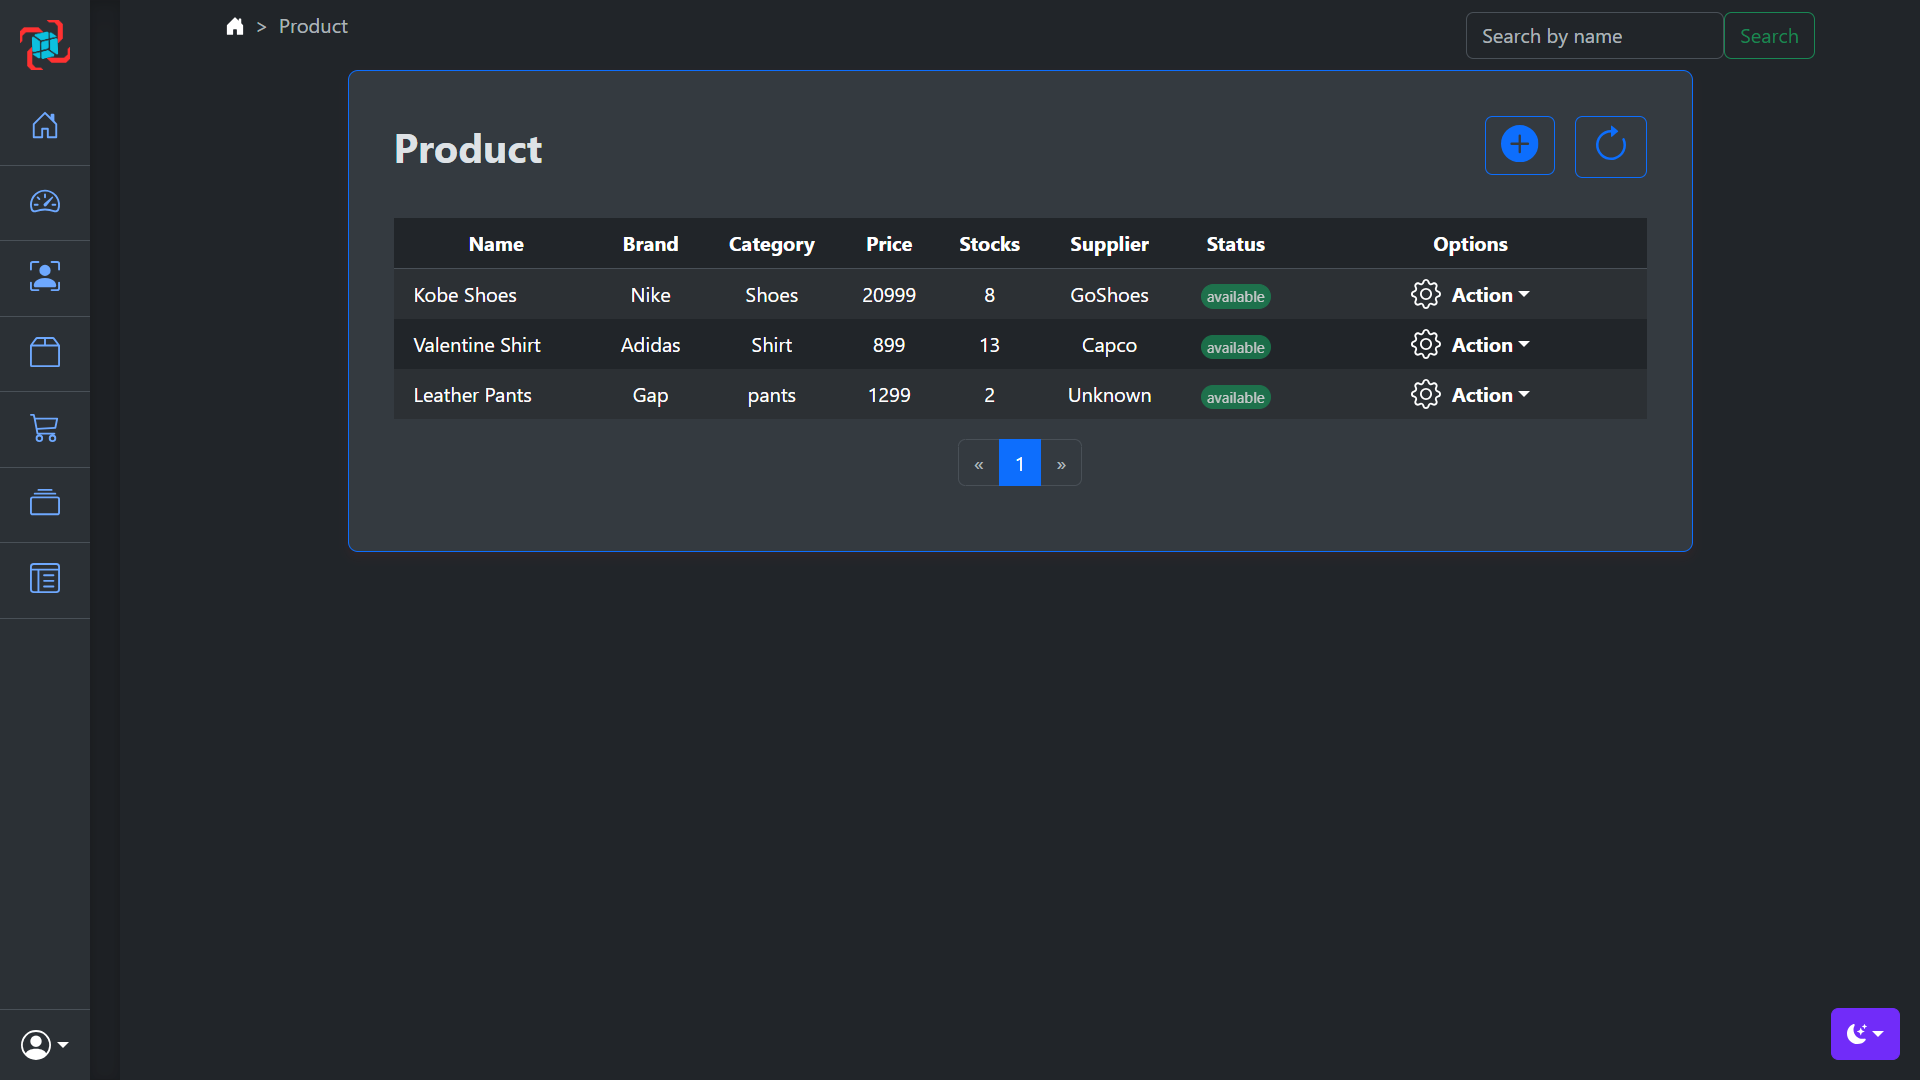 > Product
Search by name Search
Product
Name Brand Category Price Stocks Supplier Status Options
Kobe Shoes Nike Shoes 20999 8 GoShoes available Action
Valentine Shirt Adidas Shirt 899 13 Capco available Action
Leather Pants Gap pants 1299 2 Unknown available Action
« 1 »